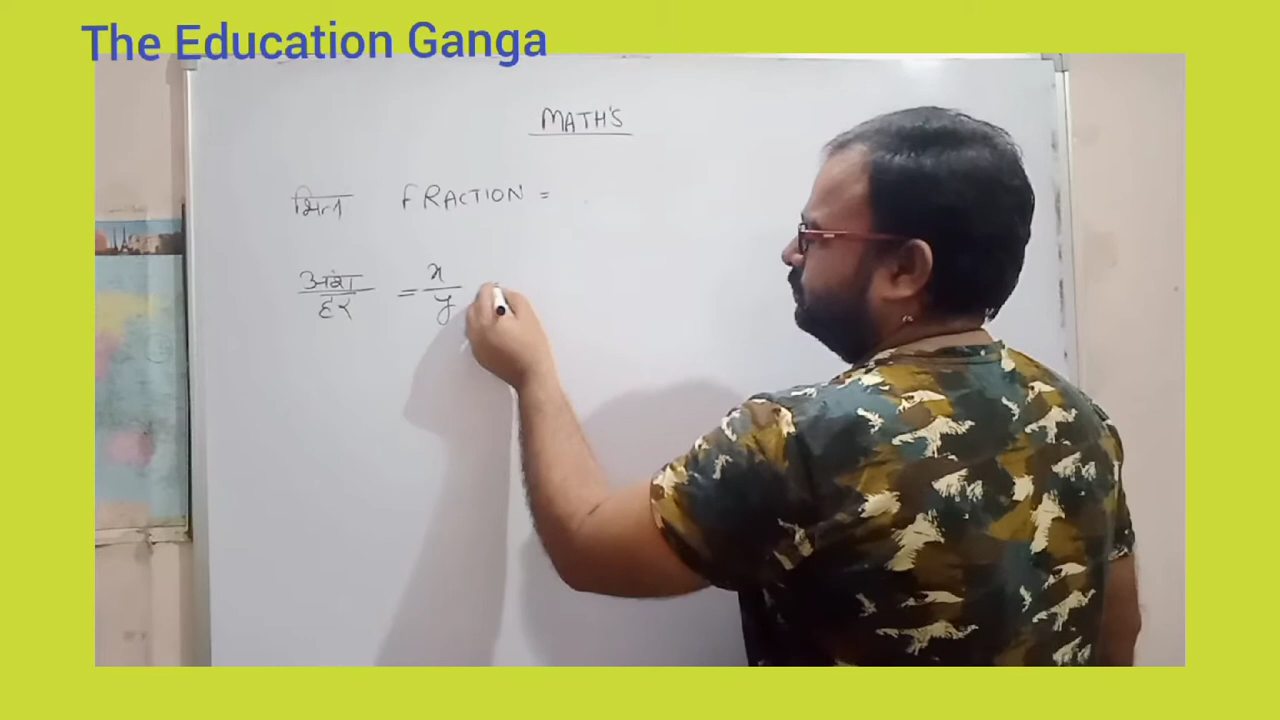 The Education Ganga
MATH'S
भिन्न FRACTION =
अंश
हर
= x
y